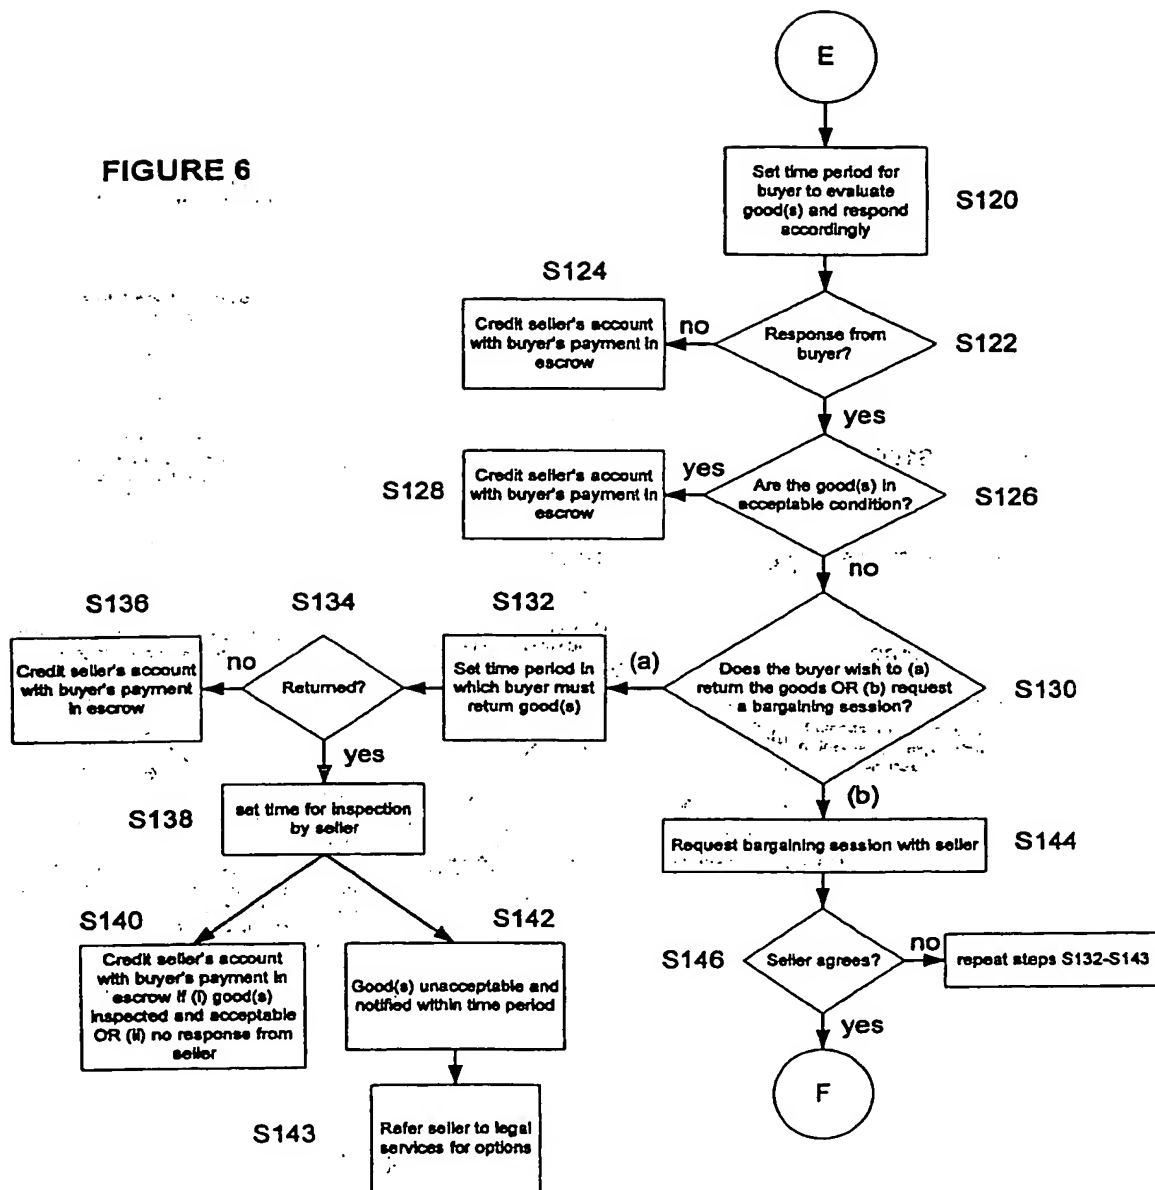 E
FIGURE 6
Set time period for
buyer to evaluate
good(s) and respond
accordingly
S120
S124
Credit seller's account
with buyer's payment in
escrow
no
Response from
buyer?
S122
yes
S128
Credit seller's account
with buyer's payment in
escrow
yes
Are the good(s) in
acceptable condition?
S126
no
S136
S134
S132
Credit seller's account
with buyer's payment
in escrow
no
Returned?
Set time period in
which buyer must
return good(s)
(a)
Does the buyer wish to (a)
return the goods OR (b) request
a bargaining session?
S130
yes
(b)
S138
set time for inspection
by seller
Request bargaining session with seller
S144
S140
S142
Credit seller's account
with buyer's payment in
escrow if (i) good(s)
inspected and acceptable
OR (ii) no response from
seller
Good(s) unacceptable and
notified within time period
S146
Seller agrees?
no
repeat steps S132-S143
yes
F
S143
Refer seller to legal
services for options